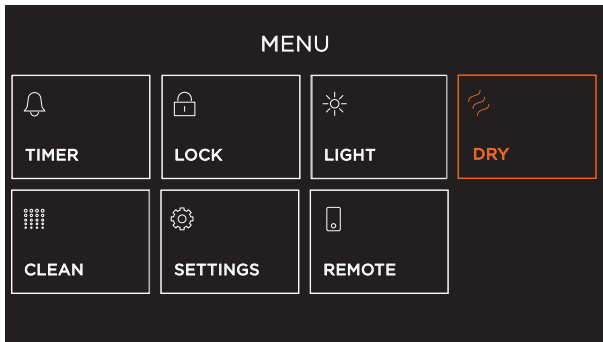 MENU
TIMER
LOCK
LIGHT
DRY
CLEAN
SETTINGS
REMOTE